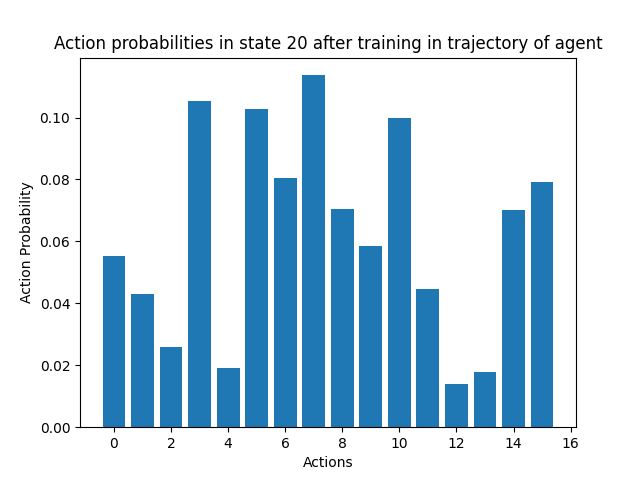 Action probabilities in state 20 after training in trajectory of agent
0.10
0.08
0.06
0.04
0.02
0.00
Action Probability
0 2 4 6 8 10 12 14 16
Actions